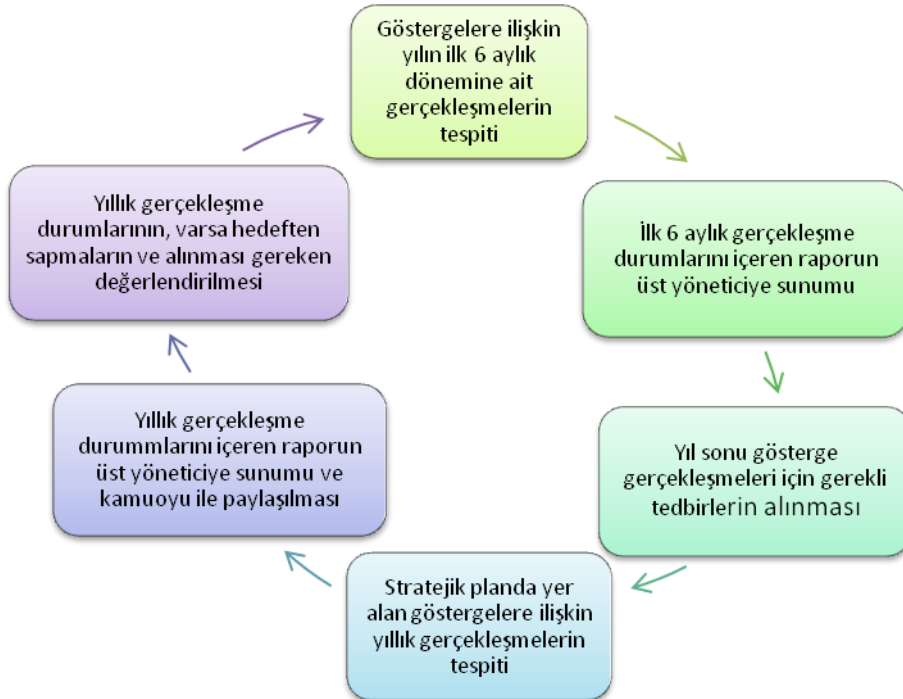 Göstergelere ilişkin
yılın ilk 6 aylık
dönemine ait
gerçekleşmelerin
tespiti
İlk 6 aylık gerçekleşme
durumlarını içeren raporun
üst yöneticiye sunumu
Yıl sonu gösterge
gerçekleşmeleri için gerekli
tedbirlerin alınması
Stratejik planda yer
alan göstergelere ilişkin
yıllık gerçekleşmelerin
tespiti
Yıllık gerçekleşme
durummlarını içeren raporun
üst yöneticiye sunumu ve
kamuoyu ile paylaşılması
Yıllık gerçekleşme
durumlarının, varsa hedeften
sapmaların ve alınması gereken
değerlendirilmesi